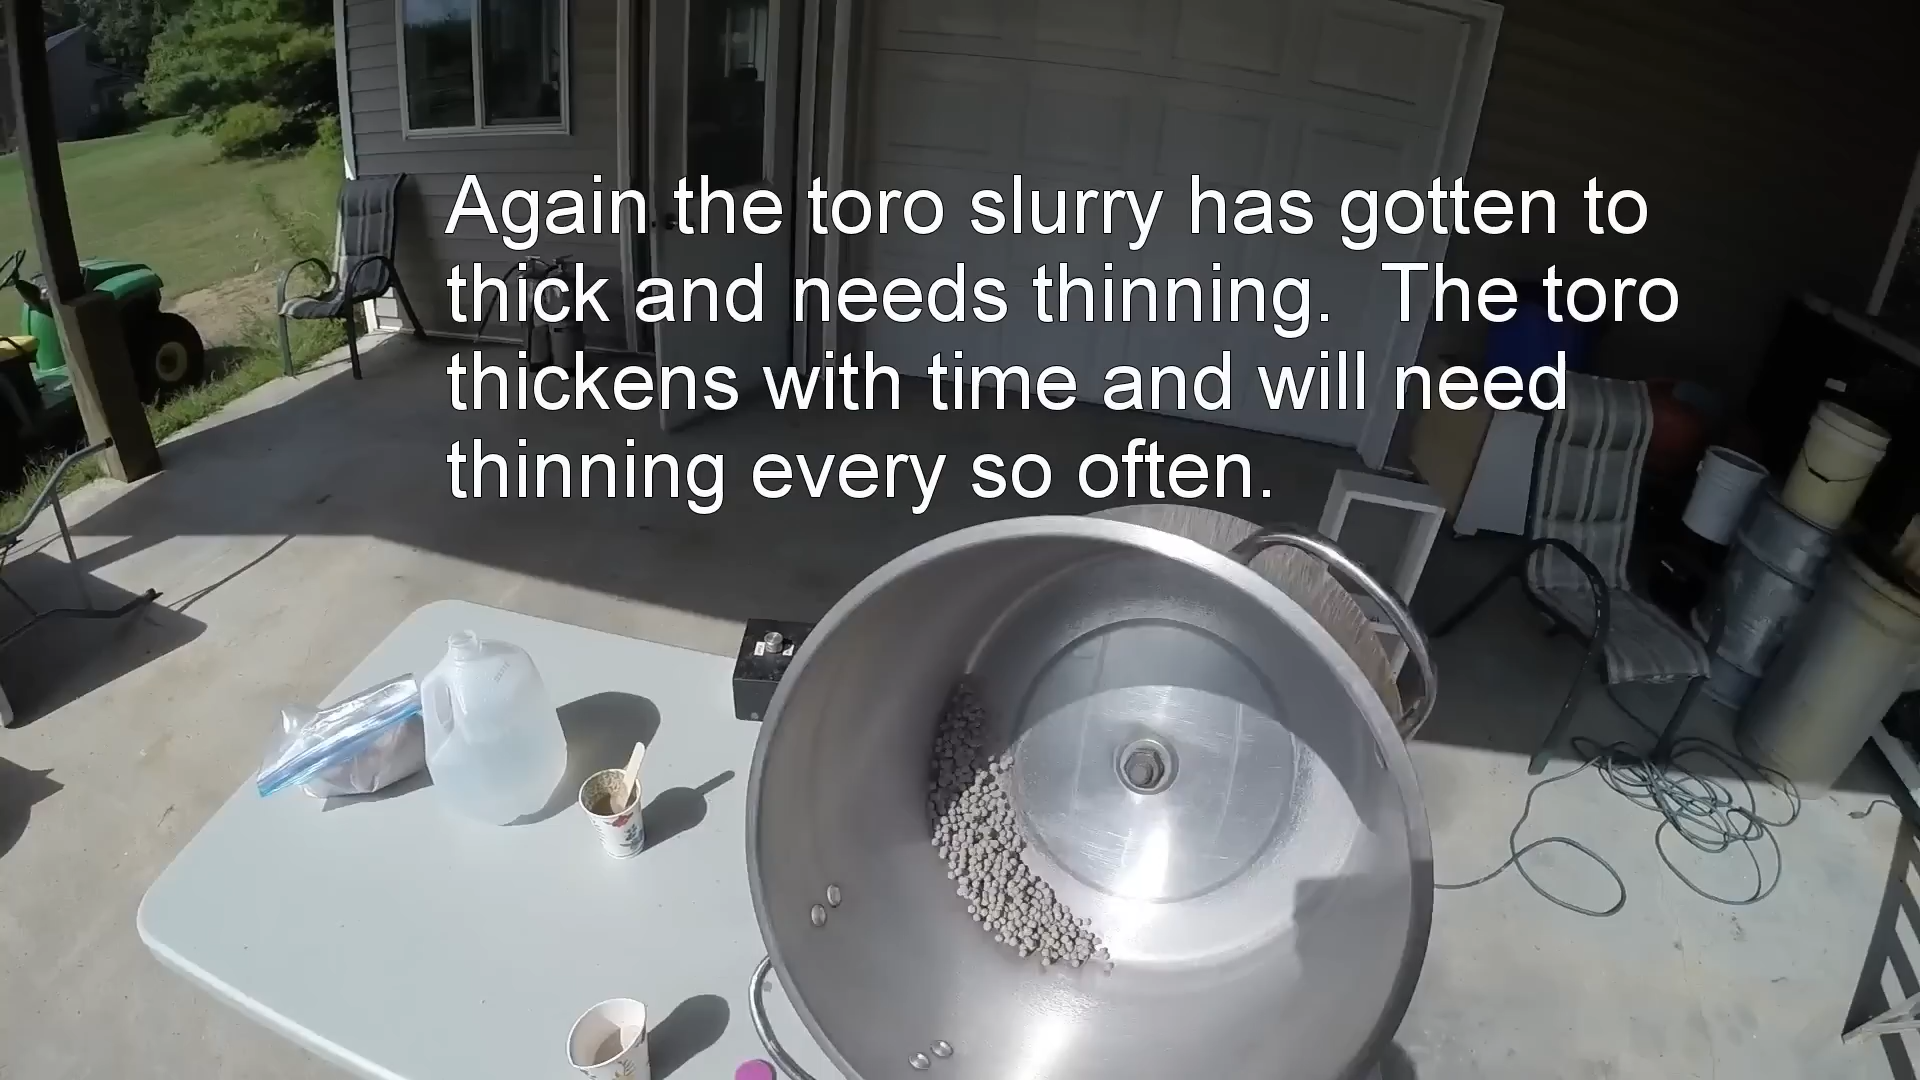 Again the toro slurry has gotten to
thick and needs thinning.  The toro
thickens with time and will need
thinning every so often.